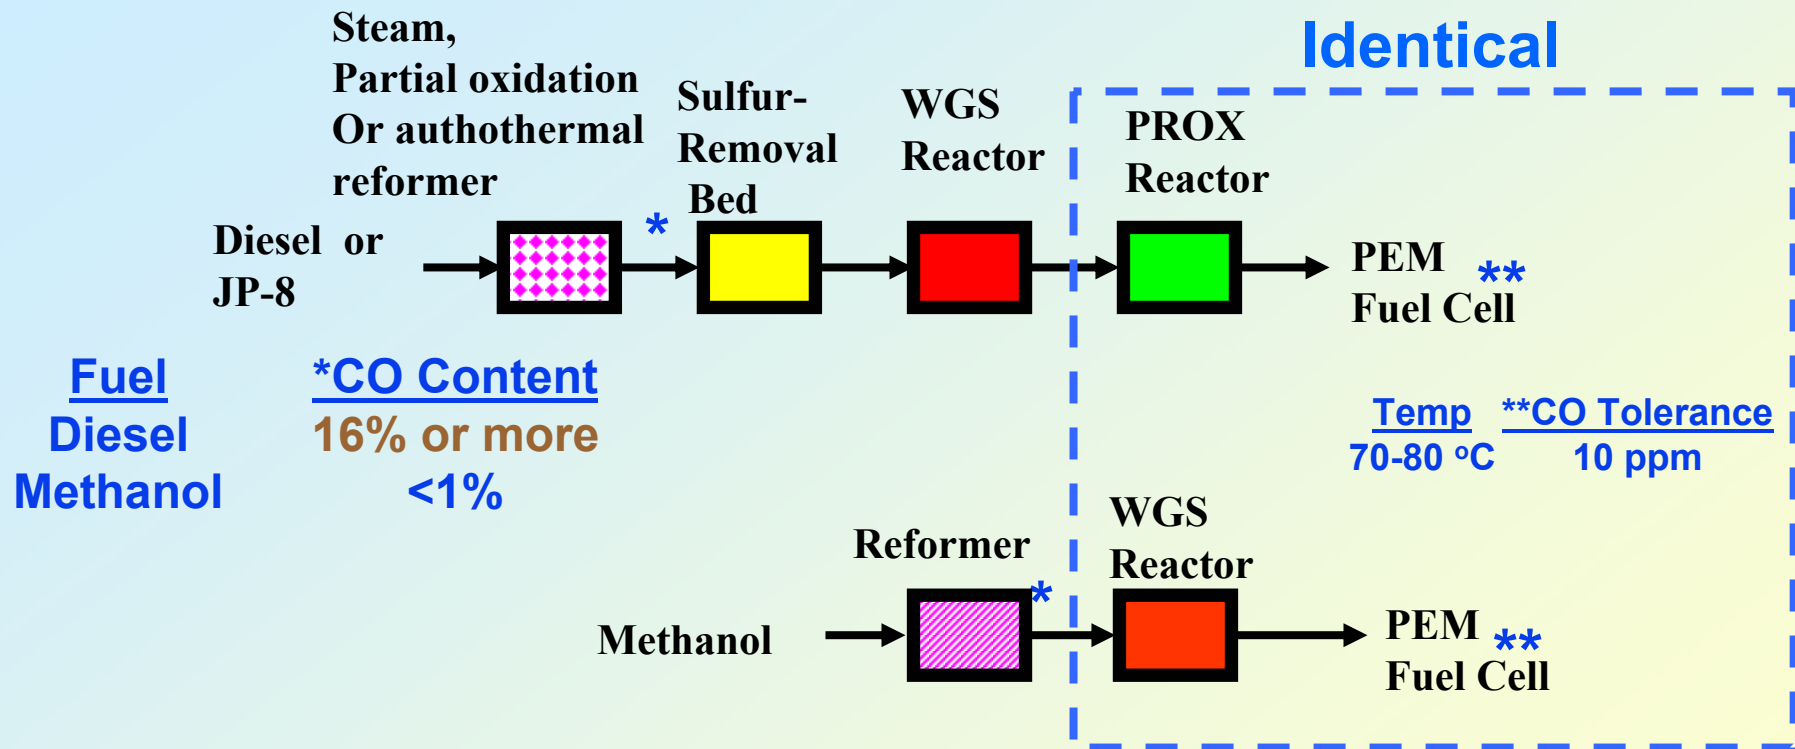 Identical
Steam,
Partial oxidation
Or authothermal
reformer
Sulfur-
Removal
Bed
WGS
Reactor
PROX
Reactor
*
Diesel or
JP-8
PEM **
Fuel Cell
Fuel *CO Content
Diesel 16% or more
Methanol <1%
Temp **CO Tolerance
70-80 ºC 10 ppm
Reformer
*
WGS
Reactor
Methanol
PEM **
Fuel Cell